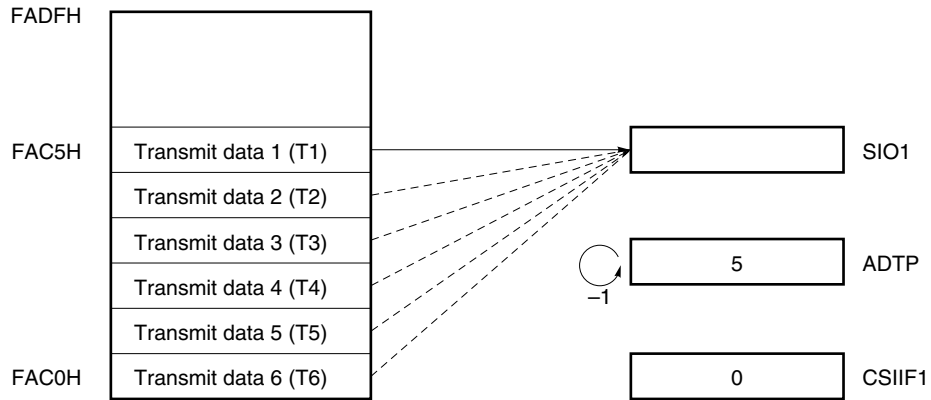 FADFH
FAC5H Transmit data 1 (T1) SIO1
Transmit data 2 (T2)
Transmit data 3 (T3) 5 ADTP
Transmit data 4 (T4) –1
Transmit data 5 (T5)
FAC0H Transmit data 6 (T6) 0 CSIIF1